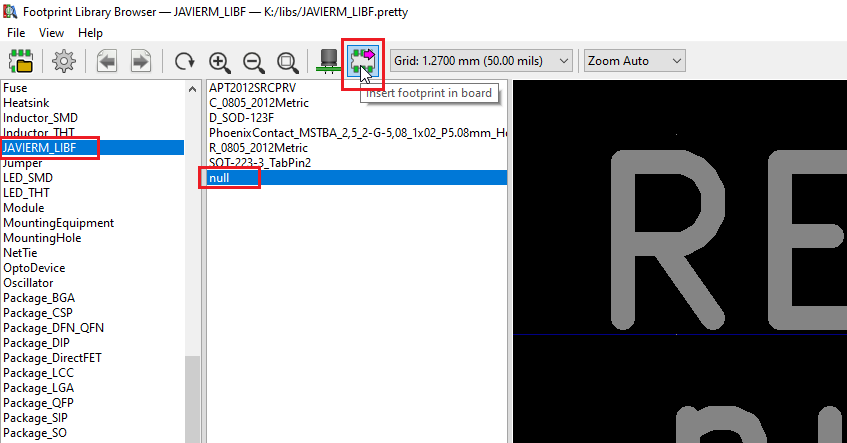 Footprint Library Browser — JAVIERM_LIBF — K:/libs/JAVIERM_LIBF.pretty
File View Help
Grid: 1.2700 mm (50.00 mils)
Zoom Auto
Insert footprint in board
Fuse
Heatsink
Inductor_SMD
Inductor_THT
JAVIERM_LIBF
Jumper
LED_SMD
LED_THT
Module
MountingEquipment
MountingHole
NetTie
OptoDevice
Oscillator
Package_BGA
Package_CSP
Package_DFN_QFN
Package_DIP
Package_DirectFET
Package_LCC
Package_LGA
Package_QFP
Package_SIP
Package_SO
APT2012SRCPRV
C_0805_2012Metric
D_SOD-123F
PhoenixContact_MSTBA_2,5_2-G-5,08_1x02_P5.08mm_Ho
R_0805_2012Metric
SOT-223-3_TabPin2
null
RE